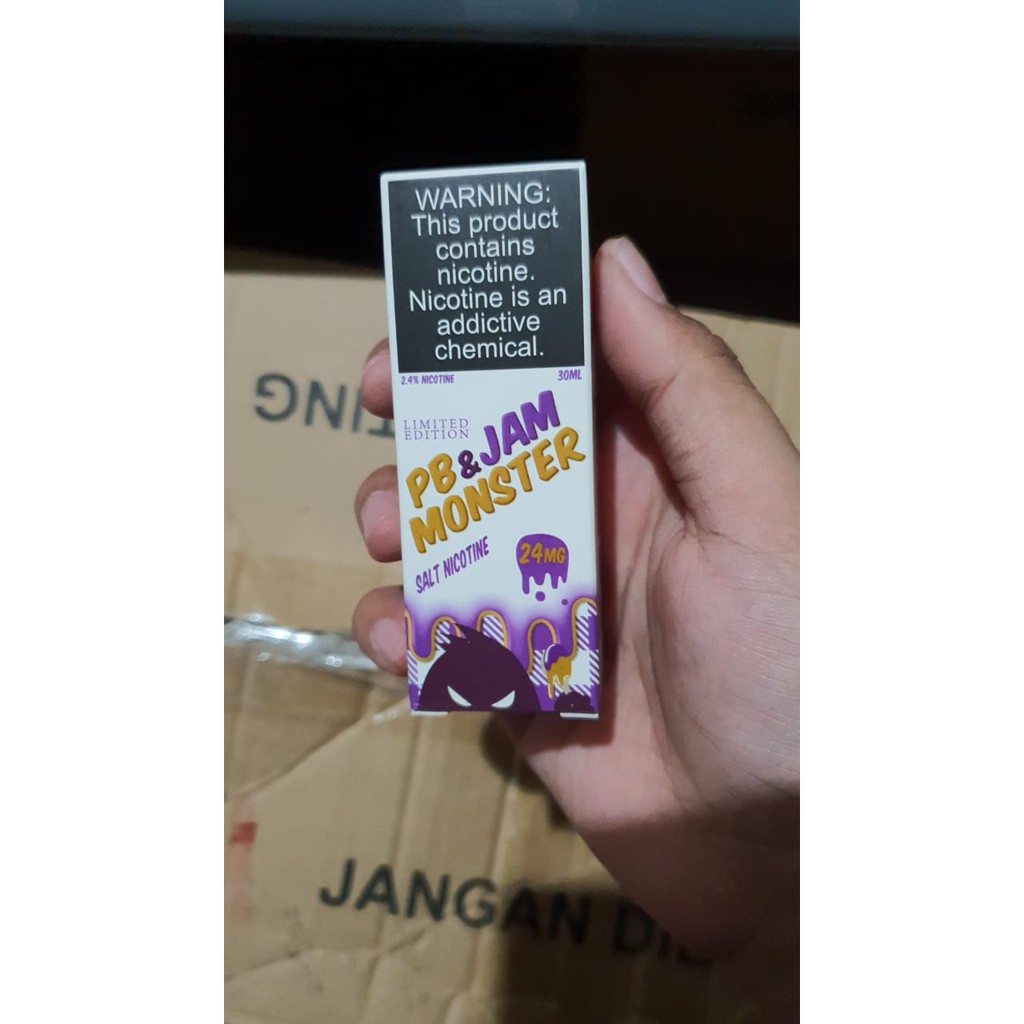 WARNING:
This product
contains
nicotine.
Nicotine is an
addictive
chemical.
2.4% NICOTINE 30ML
LIMITED
EDITION
PB & JAM
MONSTER
SALT NICOTINE
24MG
JANGAN